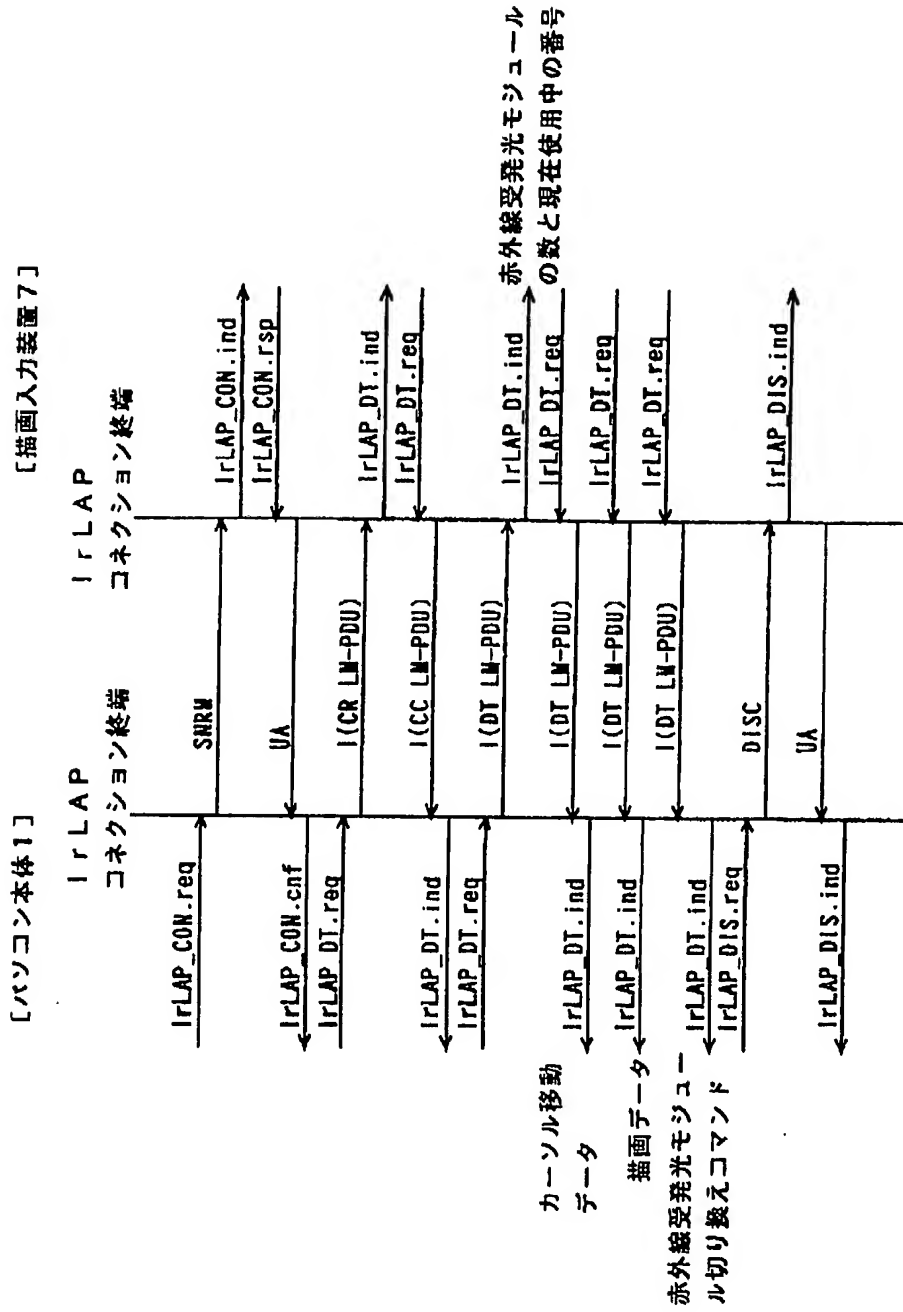 [パソコン本体1]
[描画入力装置7]
IrLAP
コネクション終端
IrLAP
コネクション終端
IrLAP_CON.req
SNRM
IrLAP_CON.ind
IrLAP_CON.rsp
UA
IrLAP_CON.cnf
IrLAP_DT.req
I(CR LM-PDU)
IrLAP_DT.ind
IrLAP_DT.req
I(CC LM-PDU)
IrLAP_DT.ind
IrLAP_DT.req
I(DT LM-PDU)
IrLAP_DT.ind
赤外線受発光モジュール
の数と現在使用中の番号
IrLAP_DT.req
I(DT LM-PDU)
IrLAP_DT.ind
カーソル移動
データ
IrLAP_DT.req
I(DT LM-PDU)
IrLAP_DT.ind
描画データ
IrLAP_DT.req
I(DT LM-PDU)
IrLAP_DT.ind
赤外線受発光モジュー
ル切り換えコマンド
IrLAP_DIS.req
DISC
IrLAP_DIS.ind
UA
IrLAP_DIS.ind